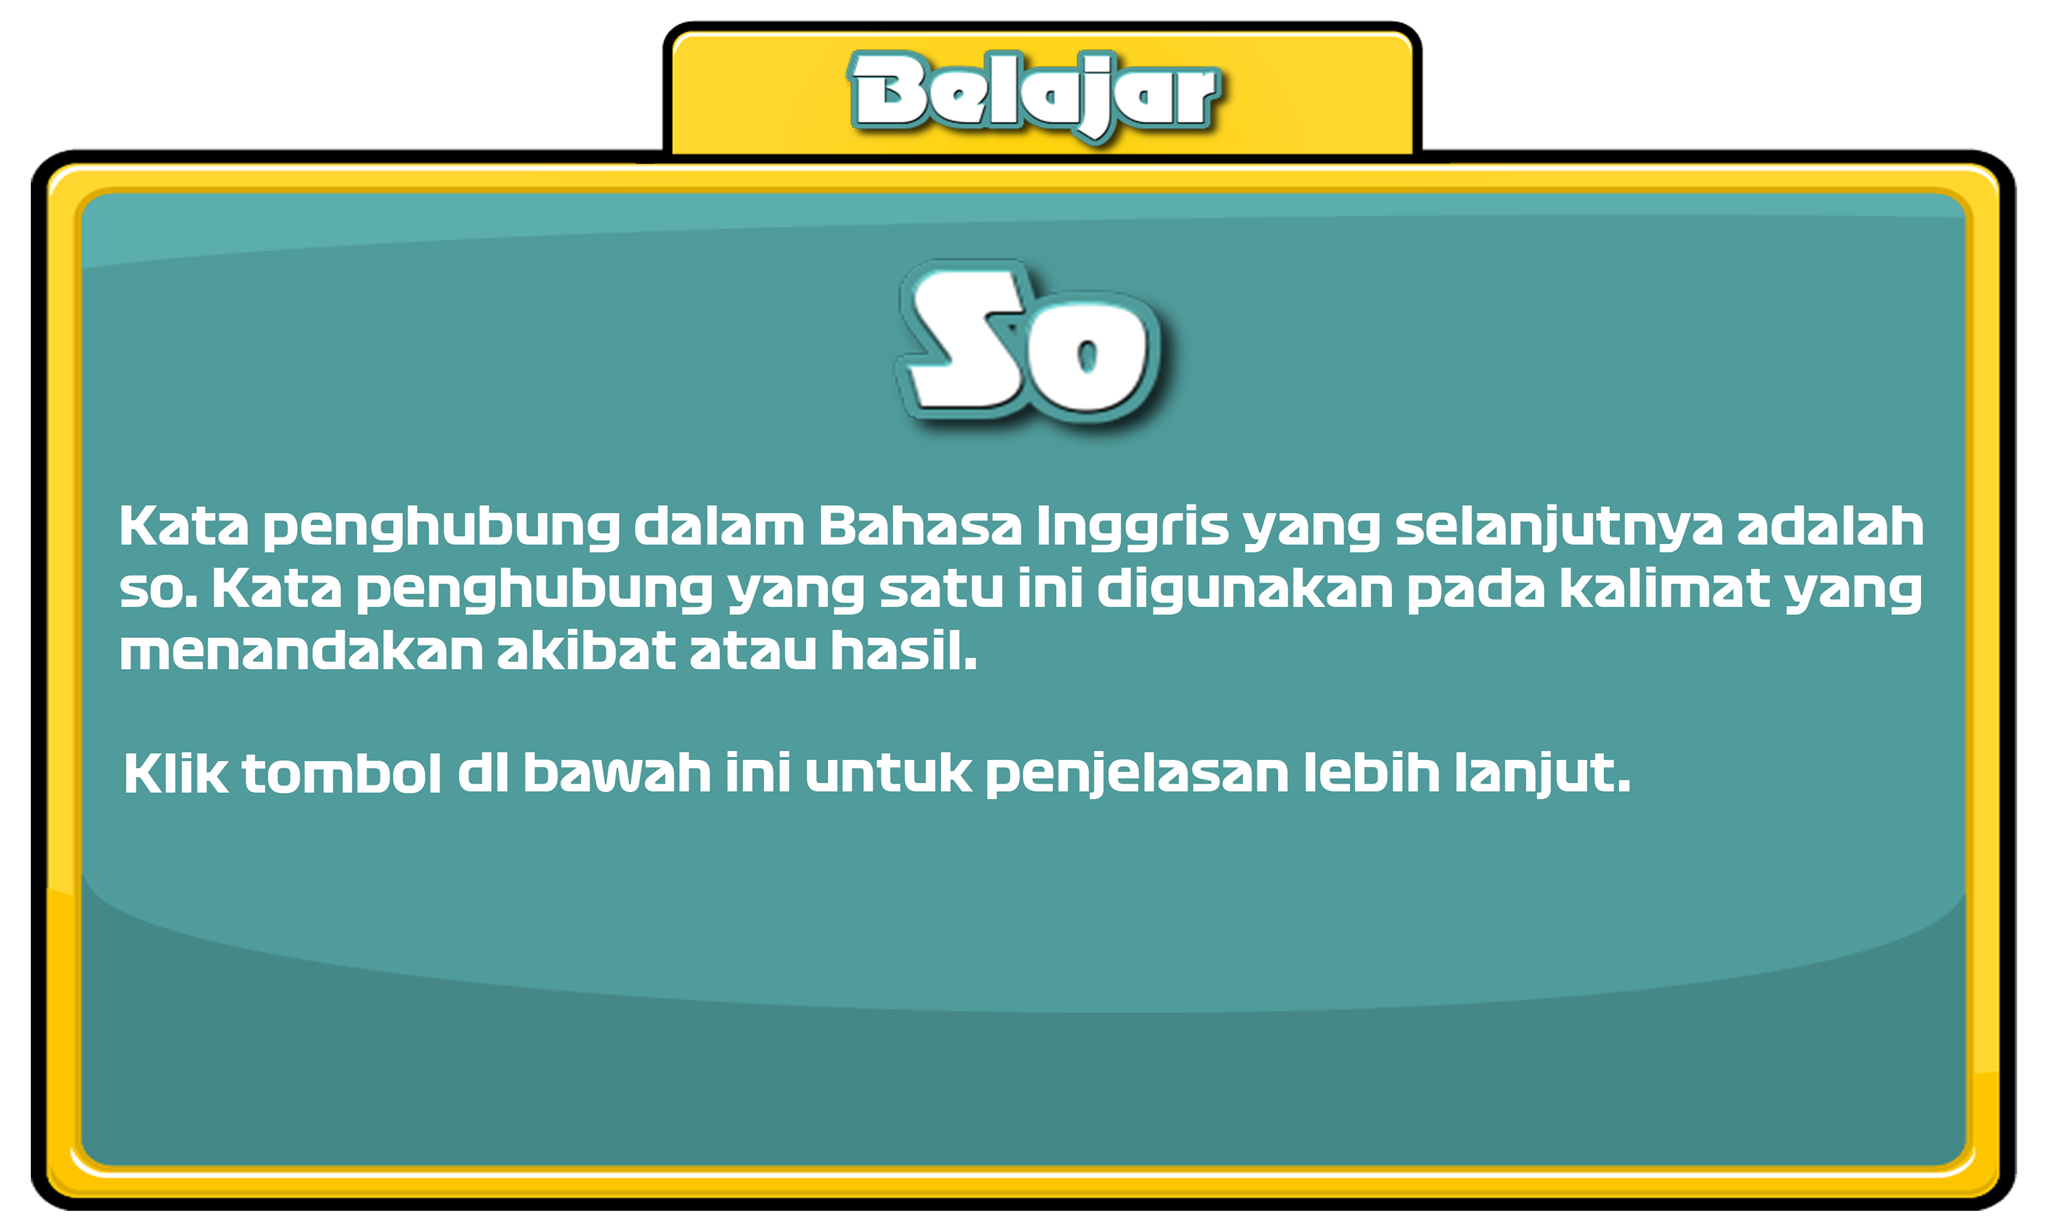 Belajar
So
Kata penghubung dalam Bahasa Inggris yang selanjutnya adalah
so. Kata penghubung yang satu ini digunakan pada kalimat yang
menandakan akibat atau hasil.
Klik tombol dI bawah ini untuk penjelasan lebih lanjut.